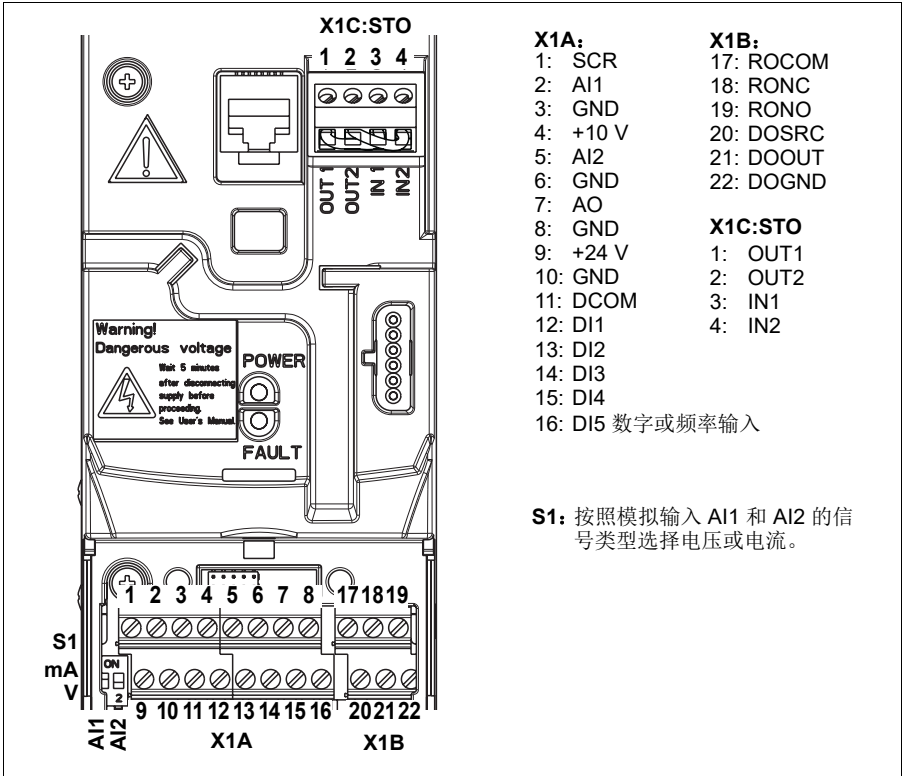 X1C:STO
1 2 3 4
OUT 1
OUT2
IN 1
IN2
Warning!
Dangerous voltage
Wait 5 minutes
after disconnecting
supply before
proceeding.
See User's Manual.
POWER
FAULT
1 2 3 4 5 6 7 8 17 18 19
S1
mA
V
ON
2
9 10 11 12 13 14 15 16 20 21 22
AI1
AI2
X1A
X1B
X1A：
1: SCR
2: AI1
3: GND
4: +10 V
5: AI2
6: GND
7: AO
8: GND
9: +24 V
10: GND
11: DCOM
12: DI1
13: DI2
14: DI3
15: DI4
16: DI5 数字或频率输入
X1B：
17: ROCOM
18: RONC
19: RONO
20: DOSRC
21: DOOUT
22: DOGND
X1C:STO
1: OUT1
2: OUT2
3: IN1
4: IN2
S1：按照模拟输入 AI1 和 AI2 的信
号类型选择电压或电流。